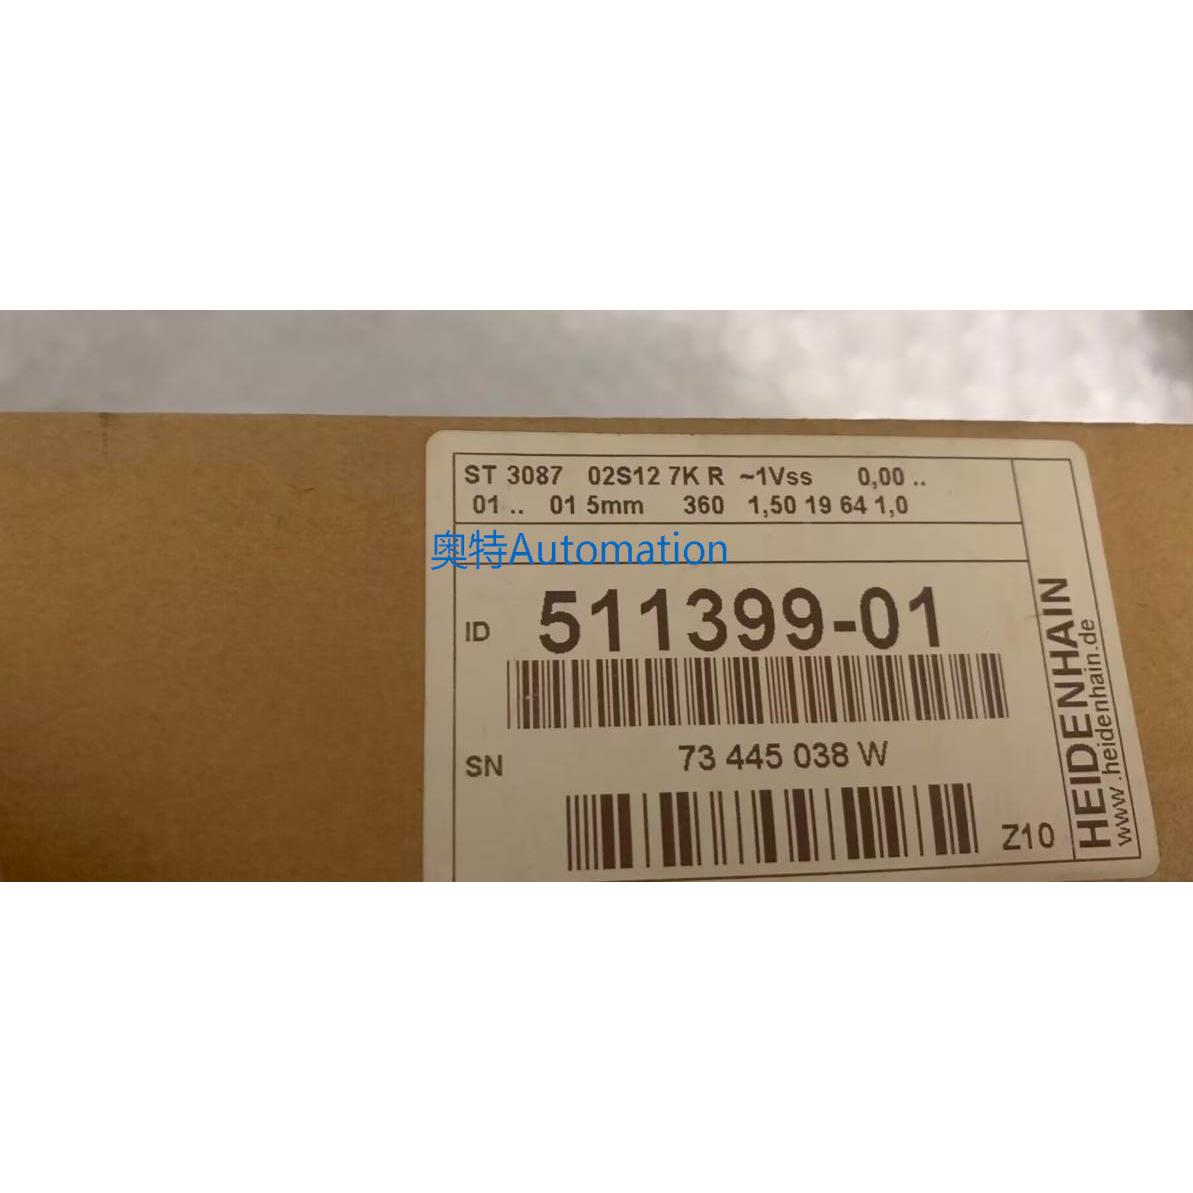 ST 3087 02S12 7K R ~1Vss 0,00 ..
01 .. 01 5mm 360 1,50 19 64 1,0
奥特Automation
ID 511399-01
SN 73 445 038 W
Z10
HEIDENHAIN
www.heidenhain.de